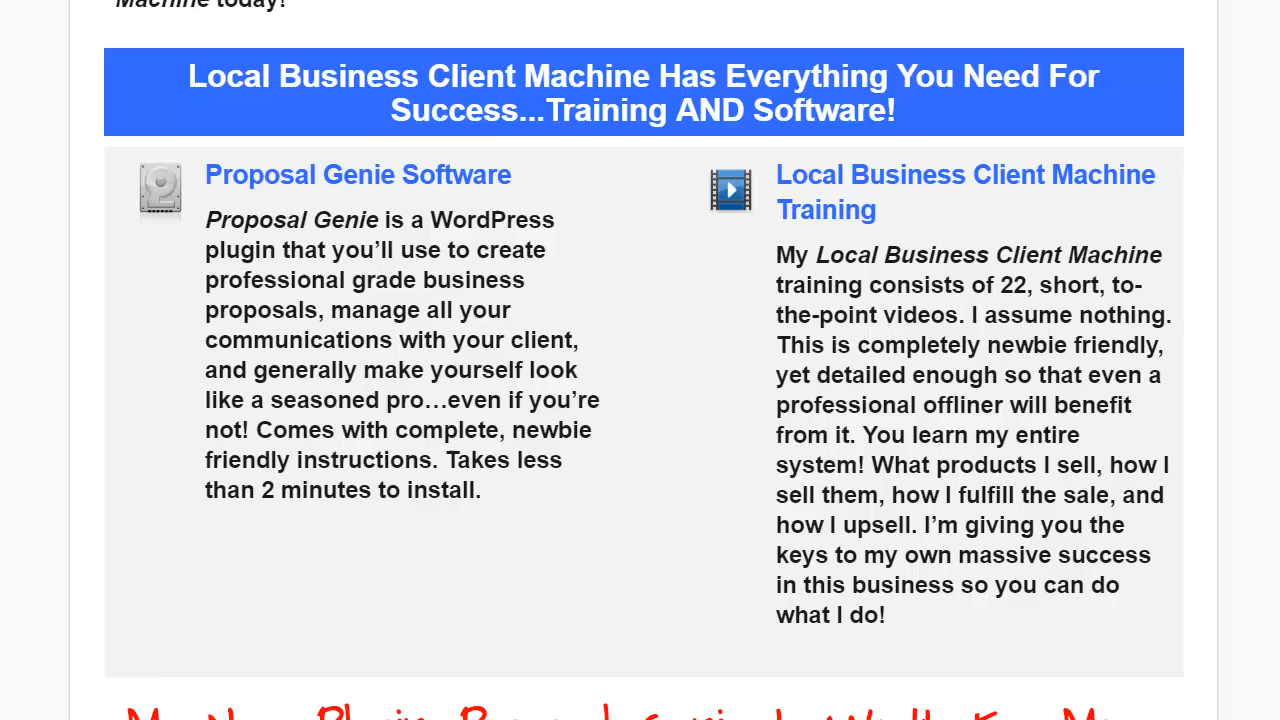 Machine today!
Local Business Client Machine Has Everything You Need For
Success...Training AND Software!
Proposal Genie Software
Proposal Genie is a WordPress
plugin that you’ll use to create
professional grade business
proposals, manage all your
communications with your client,
and generally make yourself look
like a seasoned pro…even if you’re
not! Comes with complete, newbie
friendly instructions. Takes less
than 2 minutes to install.
Local Business Client Machine
Training
My Local Business Client Machine
training consists of 22, short, to-
the-point videos. I assume nothing.
This is completely newbie friendly,
yet detailed enough so that even a
professional offliner will benefit
from it. You learn my entire
system! What products I sell, how I
sell them, how I fulfill the sale, and
how I upsell. I’m giving you the
keys to my own massive success
in this business so you can do
what I do!